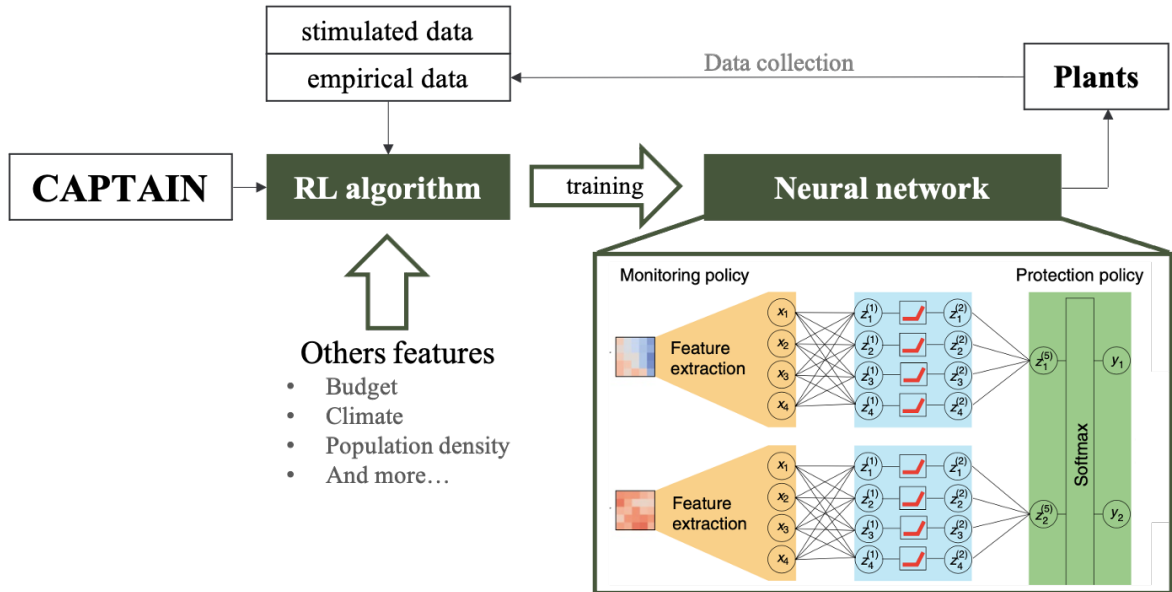 stimulated data
empirical data
Data collection
Plants
CAPTAIN
RL algorithm
training
Neural network
Others features
• Budget
• Climate
• Population density
• And more…
Monitoring policy
Protection policy
Feature
extraction
x₁
x₂
x₃
x₄
z₁⁽¹⁾ z₁⁽²⁾
z₂⁽¹⁾ z₂⁽²⁾
z₃⁽¹⁾ z₃⁽²⁾
z₄⁽¹⁾ z₄⁽²⁾
z₁⁽⁵⁾
y₁
Softmax
Feature
extraction
x₁
x₂
x₃
x₄
z₁⁽¹⁾ z₁⁽²⁾
z₂⁽¹⁾ z₂⁽²⁾
z₃⁽¹⁾ z₃⁽²⁾
z₄⁽¹⁾ z₄⁽²⁾
z₂⁽⁵⁾
y₂